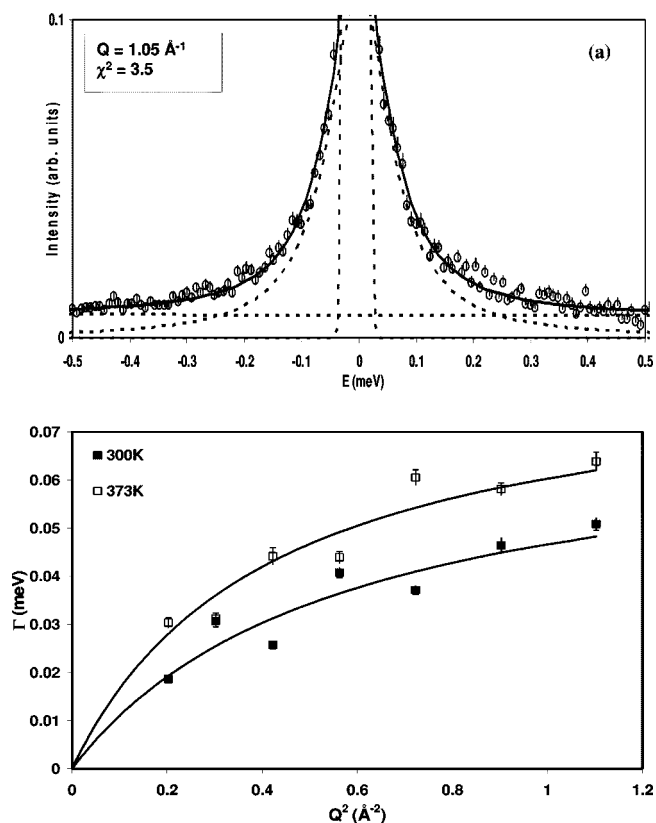 0.1
Q = 1.05 Å⁻¹
χ² = 3.5
(a)
Intensity (arb. units)
0
-0.5 -0.4 -0.3 -0.2 -0.1 0 0.1 0.2 0.3 0.4 0.5
E (meV)
0.07
300K
0.06
373K
0.05
0.04
Γ (meV)
0.03
0.02
0.01
0
0 0.2 0.4 0.6 0.8 1 1.2
Q² (Å⁻²)